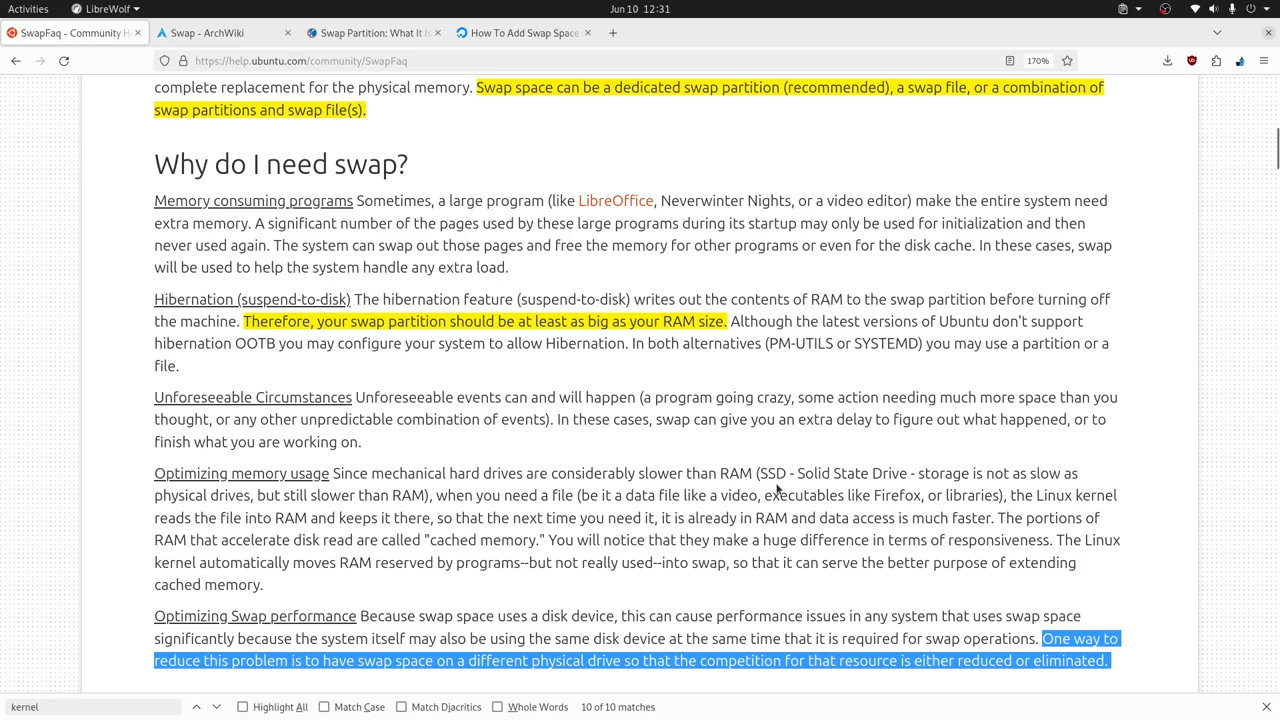 Activities LibreWolf Jun 10 12:31
SwapFaq - Community H Swap - ArchWiki Swap Partition: What It Is How To Add Swap Space
https://help.ubuntu.com/community/SwapFaq 170%
complete replacement for the physical memory. Swap space can be a dedicated swap partition (recommended), a swap file, or a combination of
swap partitions and swap file(s).
Why do I need swap?
Memory consuming programs Sometimes, a large program (like LibreOffice, Neverwinter Nights, or a video editor) make the entire system need
extra memory. A significant number of the pages used by these large programs during its startup may only be used for initialization and then
never used again. The system can swap out those pages and free the memory for other programs or even for the disk cache. In these cases, swap
will be used to help the system handle any extra load.
Hibernation (suspend-to-disk) The hibernation feature (suspend-to-disk) writes out the contents of RAM to the swap partition before turning off
the machine. Therefore, your swap partition should be at least as big as your RAM size. Although the latest versions of Ubuntu don't support
hibernation OOTB you may configure your system to allow Hibernation. In both alternatives (PM-UTILS or SYSTEMD) you may use a partition or a
file.
Unforeseeable Circumstances Unforeseeable events can and will happen (a program going crazy, some action needing much more space than you
thought, or any other unpredictable combination of events). In these cases, swap can give you an extra delay to figure out what happened, or to
finish what you are working on.
Optimizing memory usage Since mechanical hard drives are considerably slower than RAM (SSD - Solid State Drive - storage is not as slow as
physical drives, but still slower than RAM), when you need a file (be it a data file like a video, executables like Firefox, or libraries), the Linux kernel
reads the file into RAM and keeps it there, so that the next time you need it, it is already in RAM and data access is much faster. The portions of
RAM that accelerate disk read are called "cached memory." You will notice that they make a huge difference in terms of responsiveness. The Linux
kernel automatically moves RAM reserved by programs--but not really used--into swap, so that it can serve the better purpose of extending
cached memory.
Optimizing Swap performance Because swap space uses a disk device, this can cause performance issues in any system that uses swap space
significantly because the system itself may also be using the same disk device at the same time that it is required for swap operations. One way to
reduce this problem is to have swap space on a different physical drive so that the competition for that resource is either reduced or eliminated.
kernel Highlight All Match Case Match Diacritics Whole Words 10 of 10 matches